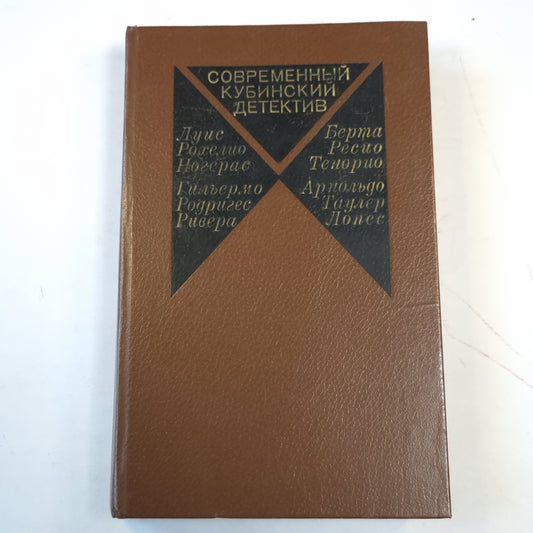 СОВРЕМЕННЫЙ
КУБИНСКИЙ
ДЕТЕКТИВ
Луис
Рохелио
Ногерас
Гильермо
Родригес
Ривера
Берта
Ресио
Тенорио
Арнольдо
Таулер
Лопес